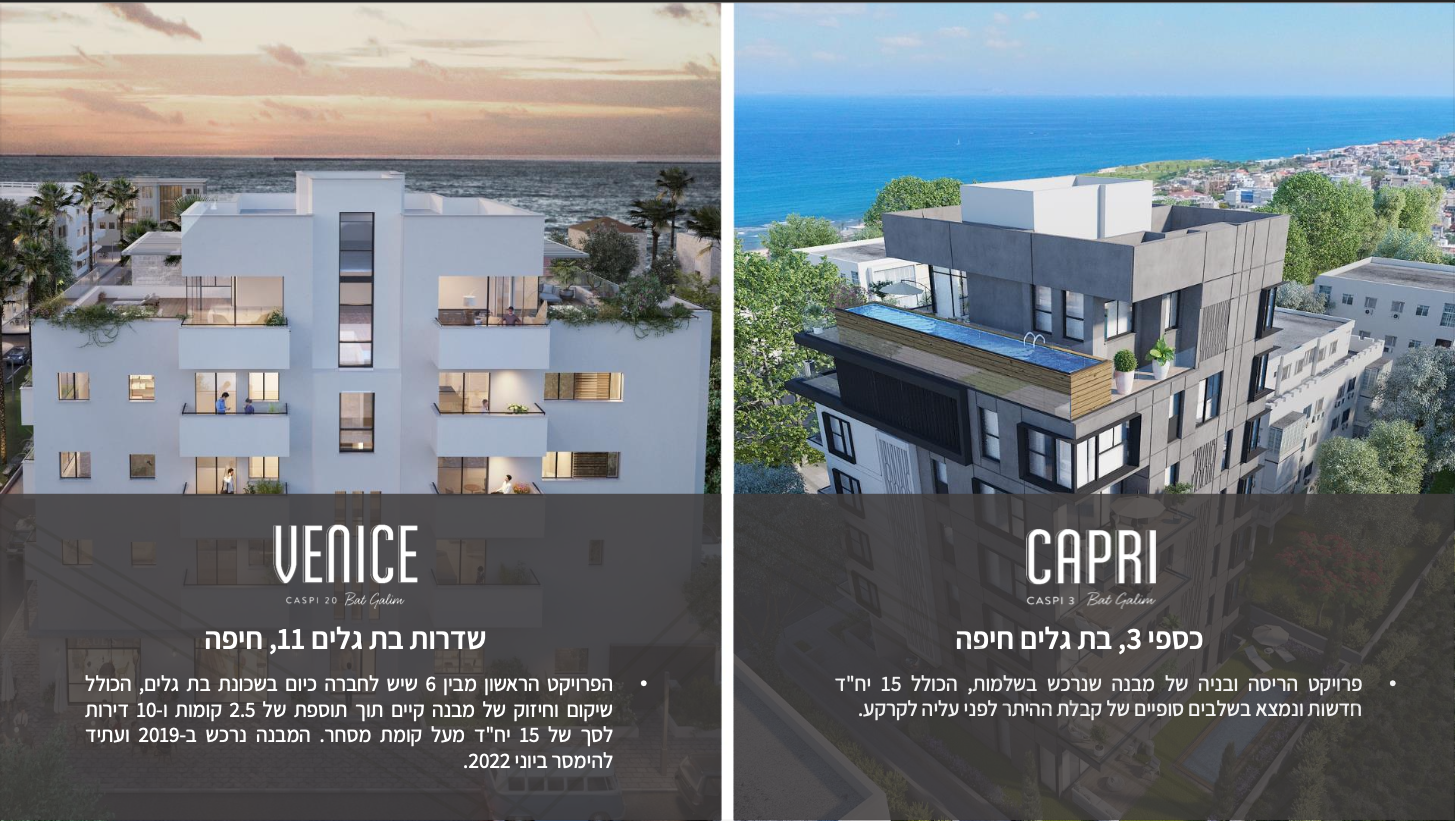 CAPRI
CASPI 3 Bat Galim
כספי 3, בת גלים חיפה
• פרויקט הריסה ובניה של מבנה שנרכש בשלמות, הכולל 15 יח"ד
חדשות ונמצא בשלבים סופיים של קבלת ההיתר לפני עליה לקרקע.
VENICE
CASPI 20 Bat Galim
שדרות בת גלים 11, חיפה
• הפרויקט הראשון מבין 6 שיש לחברה כיום בשכונת בת גלים, הכולל
שיקום וחיזוק של מבנה קיים תוך תוספת של 2.5 קומות ו-10 דירות
לסך של 15 יח"ד מעל קומת מסחר. המבנה נרכש ב-2019 ועתיד
להימסר ביוני 2022.